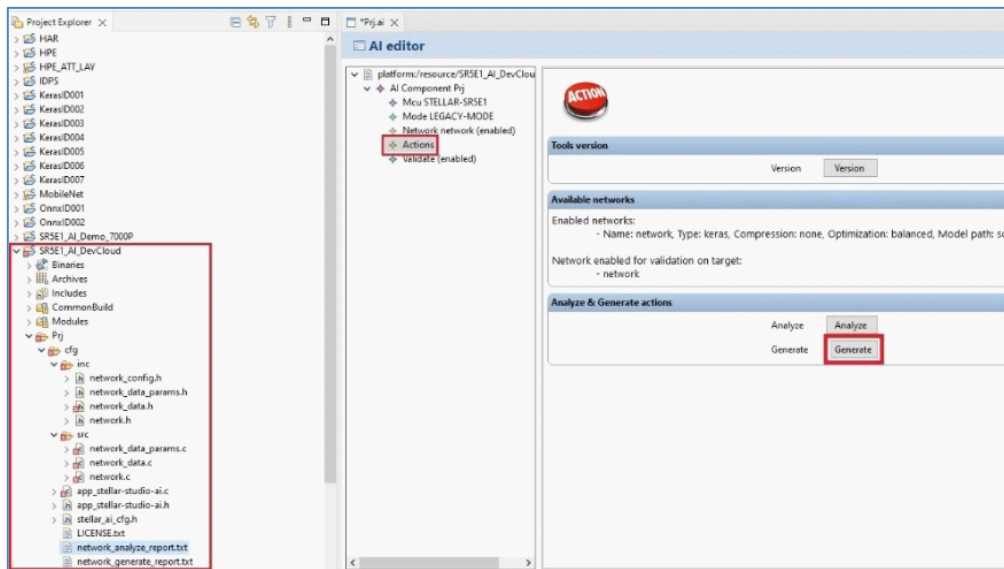 Project Explorer
HAR
HPE
HPE_ATT_LAY
IDPS
KerasID001
KerasID002
KerasID003
KerasID004
KerasID005
KerasID006
KerasID007
MobileNet
OnnxID001
OnnxID002
SR5E1_AI_Demo_7000P
SR5E1_AI_DevCloud
Binaries
Archives
Includes
CommonBuild
Modules
Prj
cfg
inc
network_config.h
network_data_params.h
network_data.h
network.h
src
network_data_params.c
network_data.c
network.c
app_stellar-studio-ai.c
app_stellar-studio-ai.h
stellar_ai_cfg.h
LICENSE.txt
network_analyze_report.txt
network_generate_report.txt
*Prj.ai
AI editor
platform:/resource/SR5E1_AI_DevClou
AI Component Prj
Mcu STELLAR-SR5E1
Mode LEGACY-MODE
Network network (enabled)
Actions
Validate (enabled)
ACTION
Tools version
Version Version
Available networks
Enabled networks:
- Name: network, Type: keras, Compression: none, Optimization: balanced, Model path: sc
Network enabled for validation on target:
- network
Analyze & Generate actions
Analyze Analyze
Generate Generate